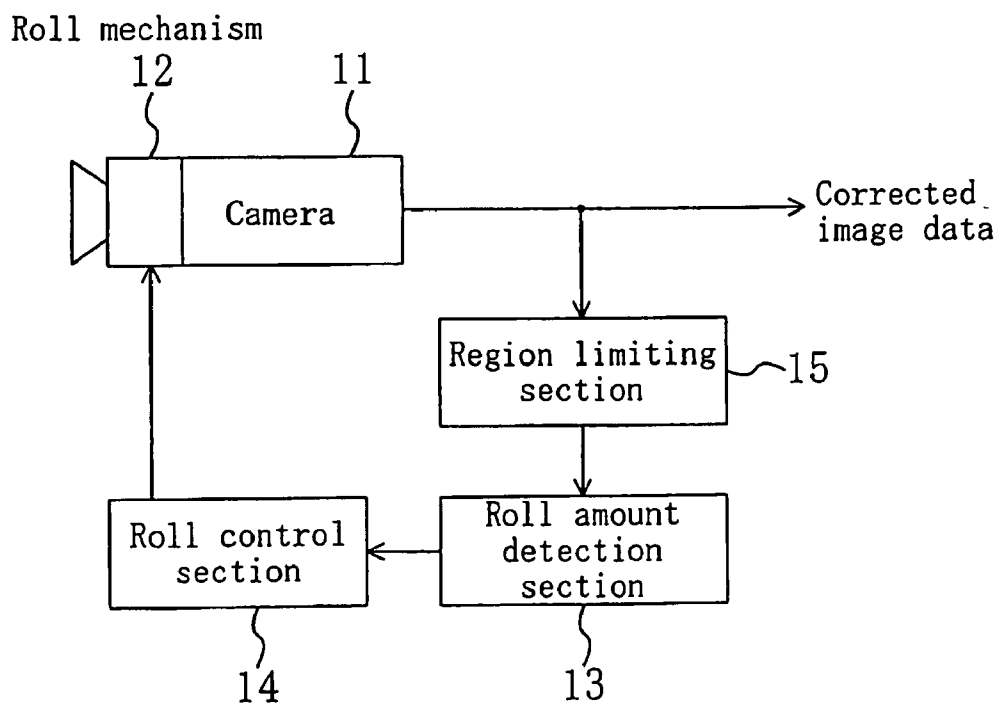 Roll mechanism
12
11
Camera
Corrected
image data
Region limiting
section
15
Roll control
section
Roll amount
detection
section
14
13